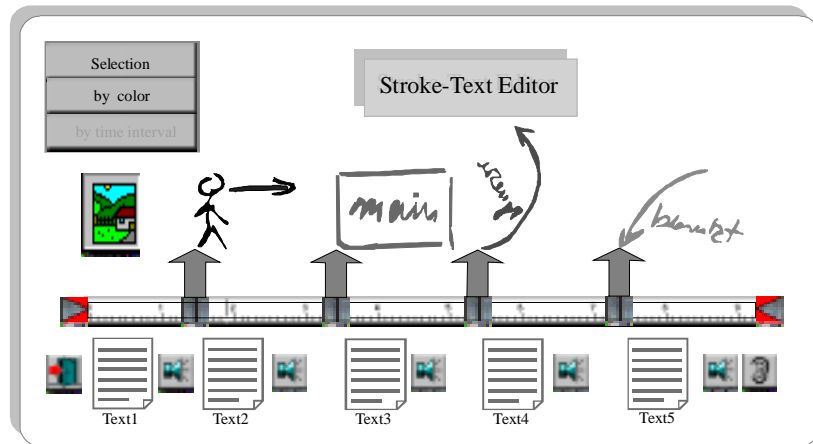 Selection
by color
by time interval
Stroke-Text Editor
main
Text1
Text2
Text3
Text4
Text5